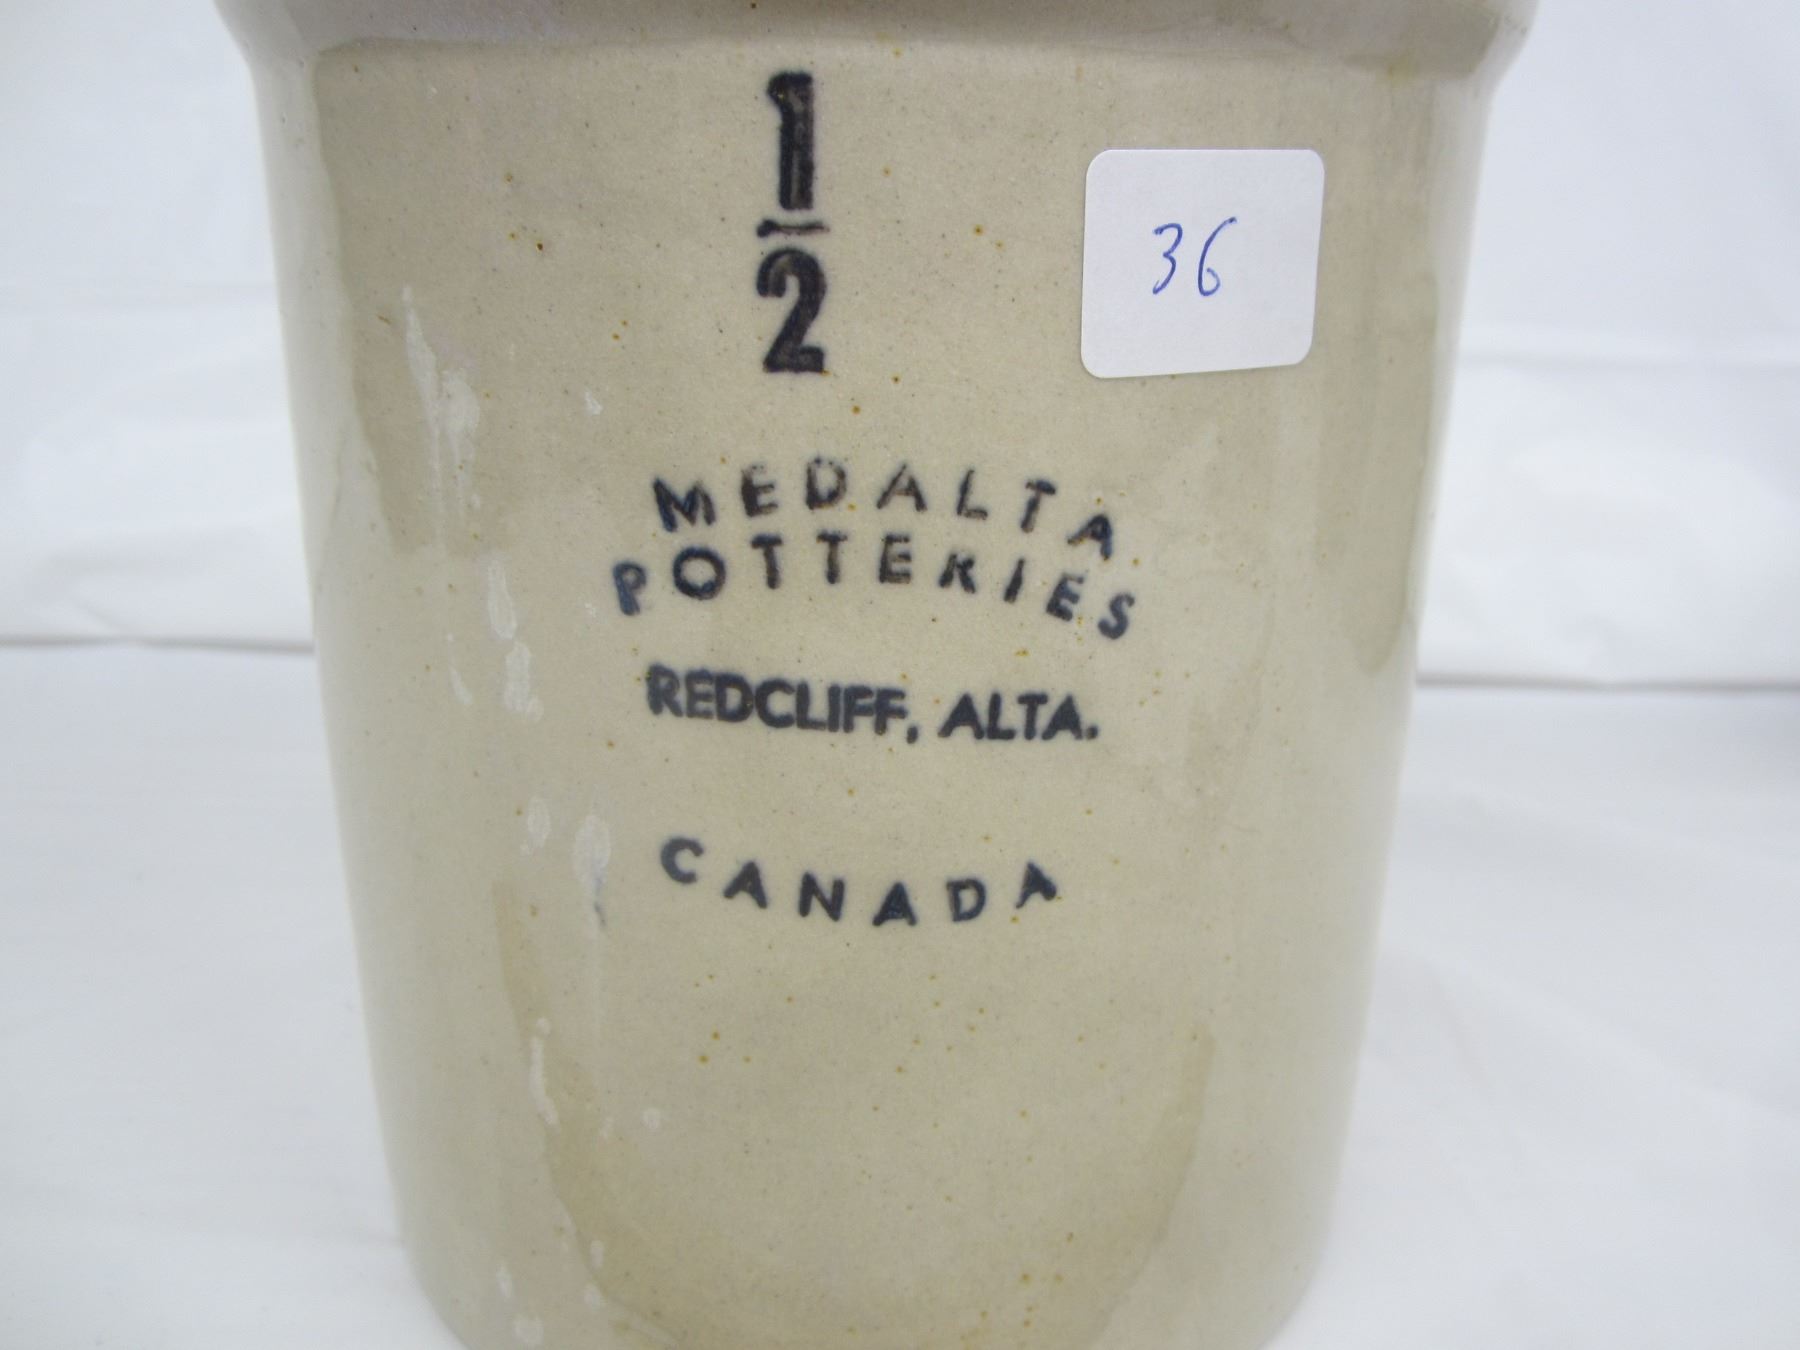 1
2
36
MEDALTA
POTTERIES
REDCLIFF, ALTA.
CANADA